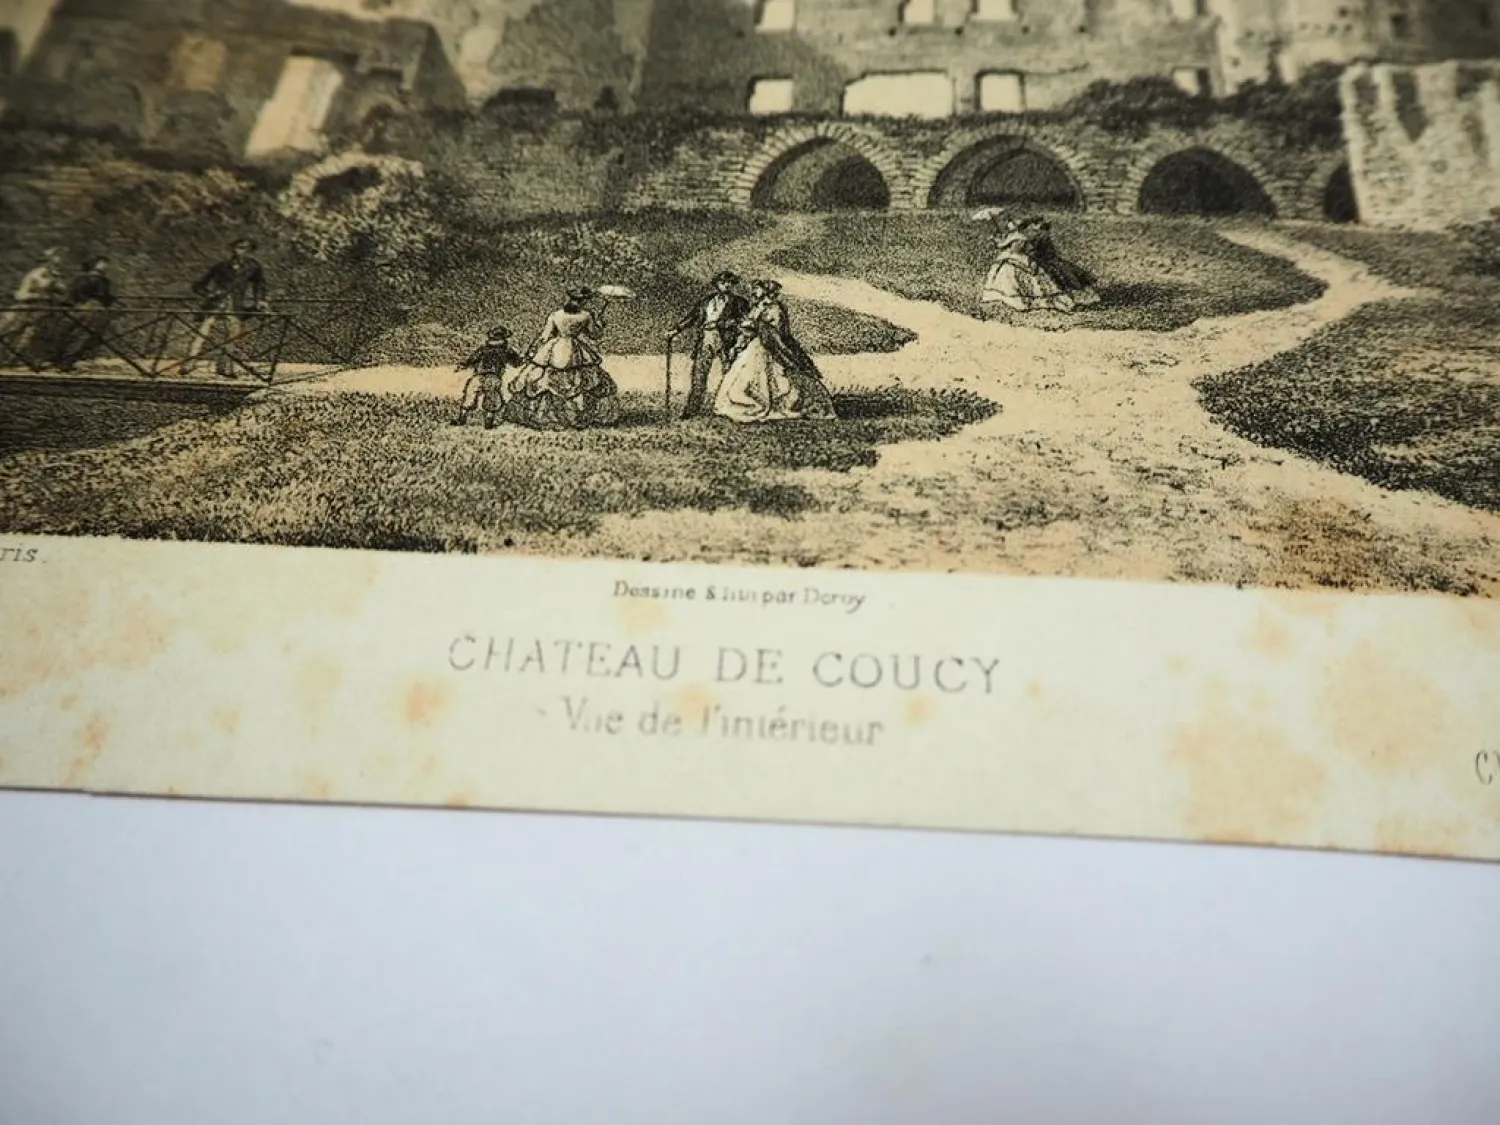 ris.
Dessiné & lith par Deroy
CHATEAU DE COUCY
Vue de l'intérieur